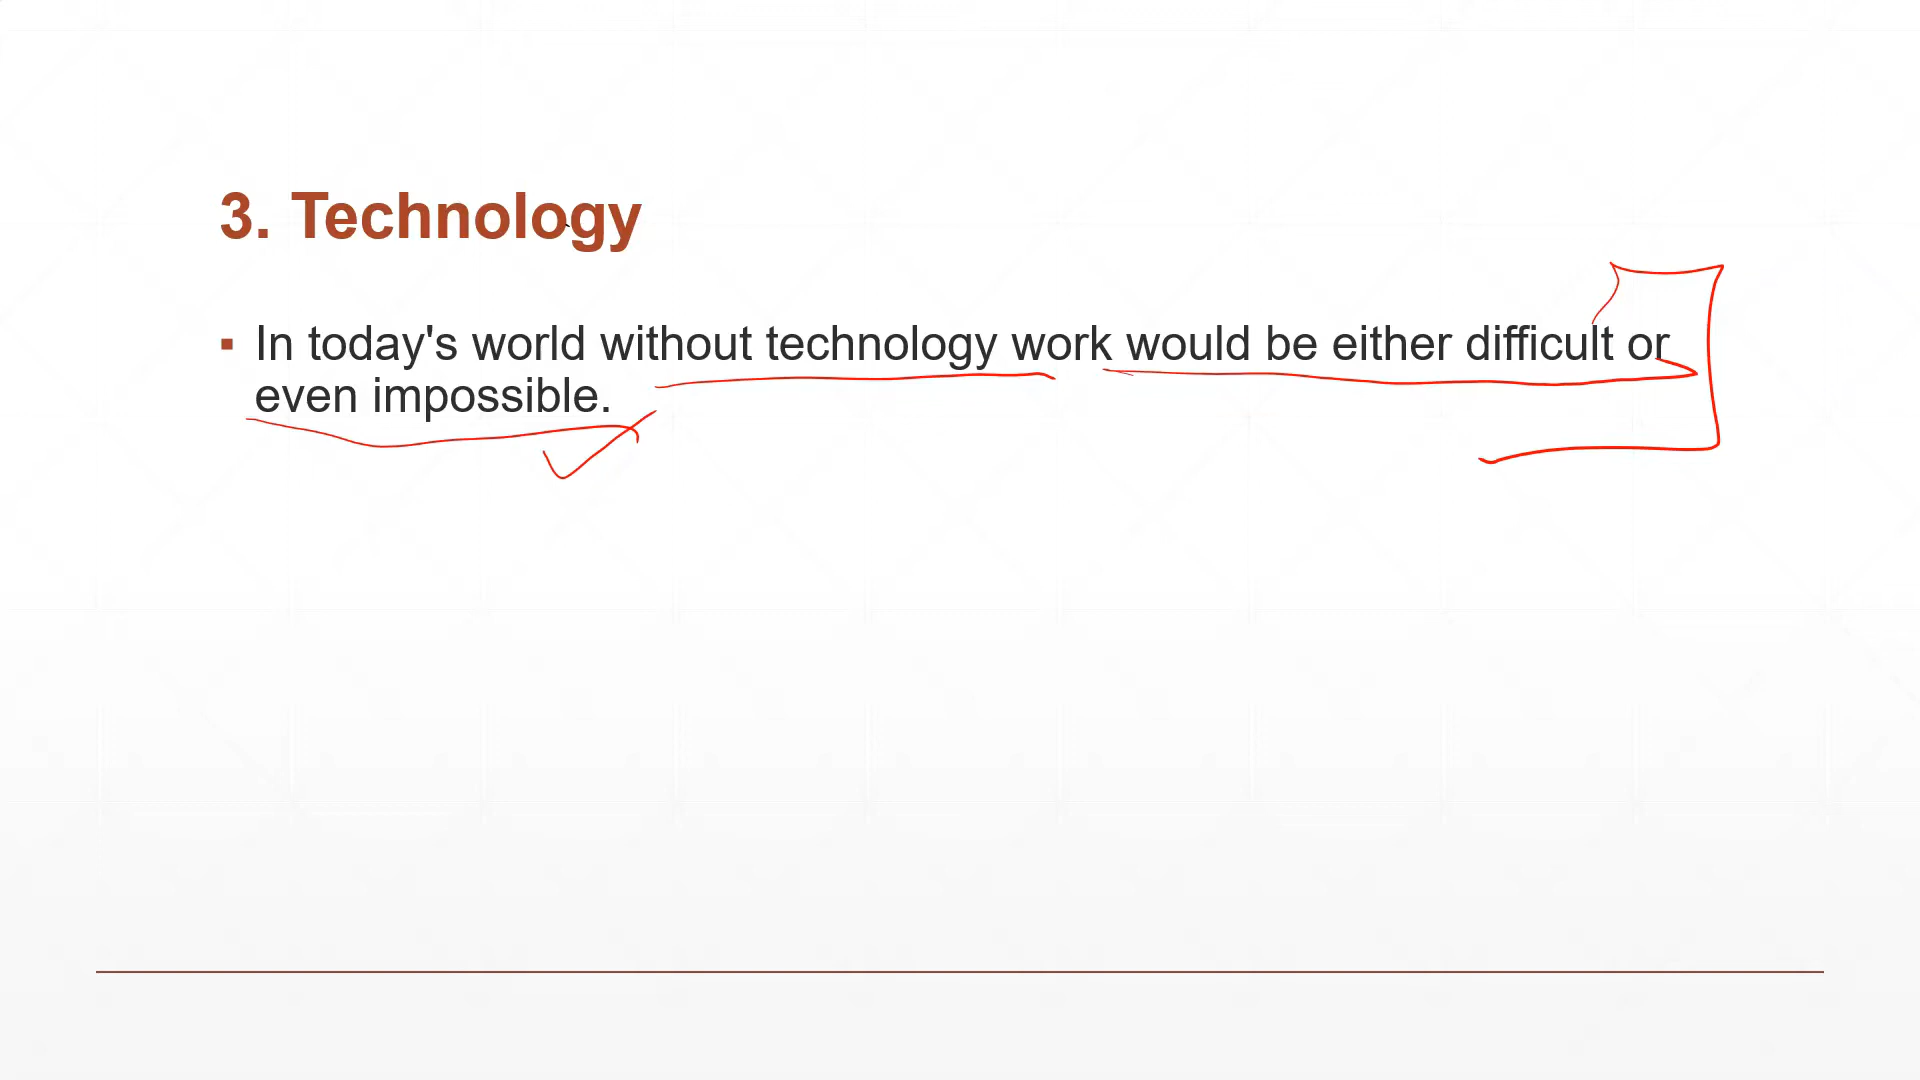 3. Technology
▪ In today's world without technology work would be either difficult or
even impossible.